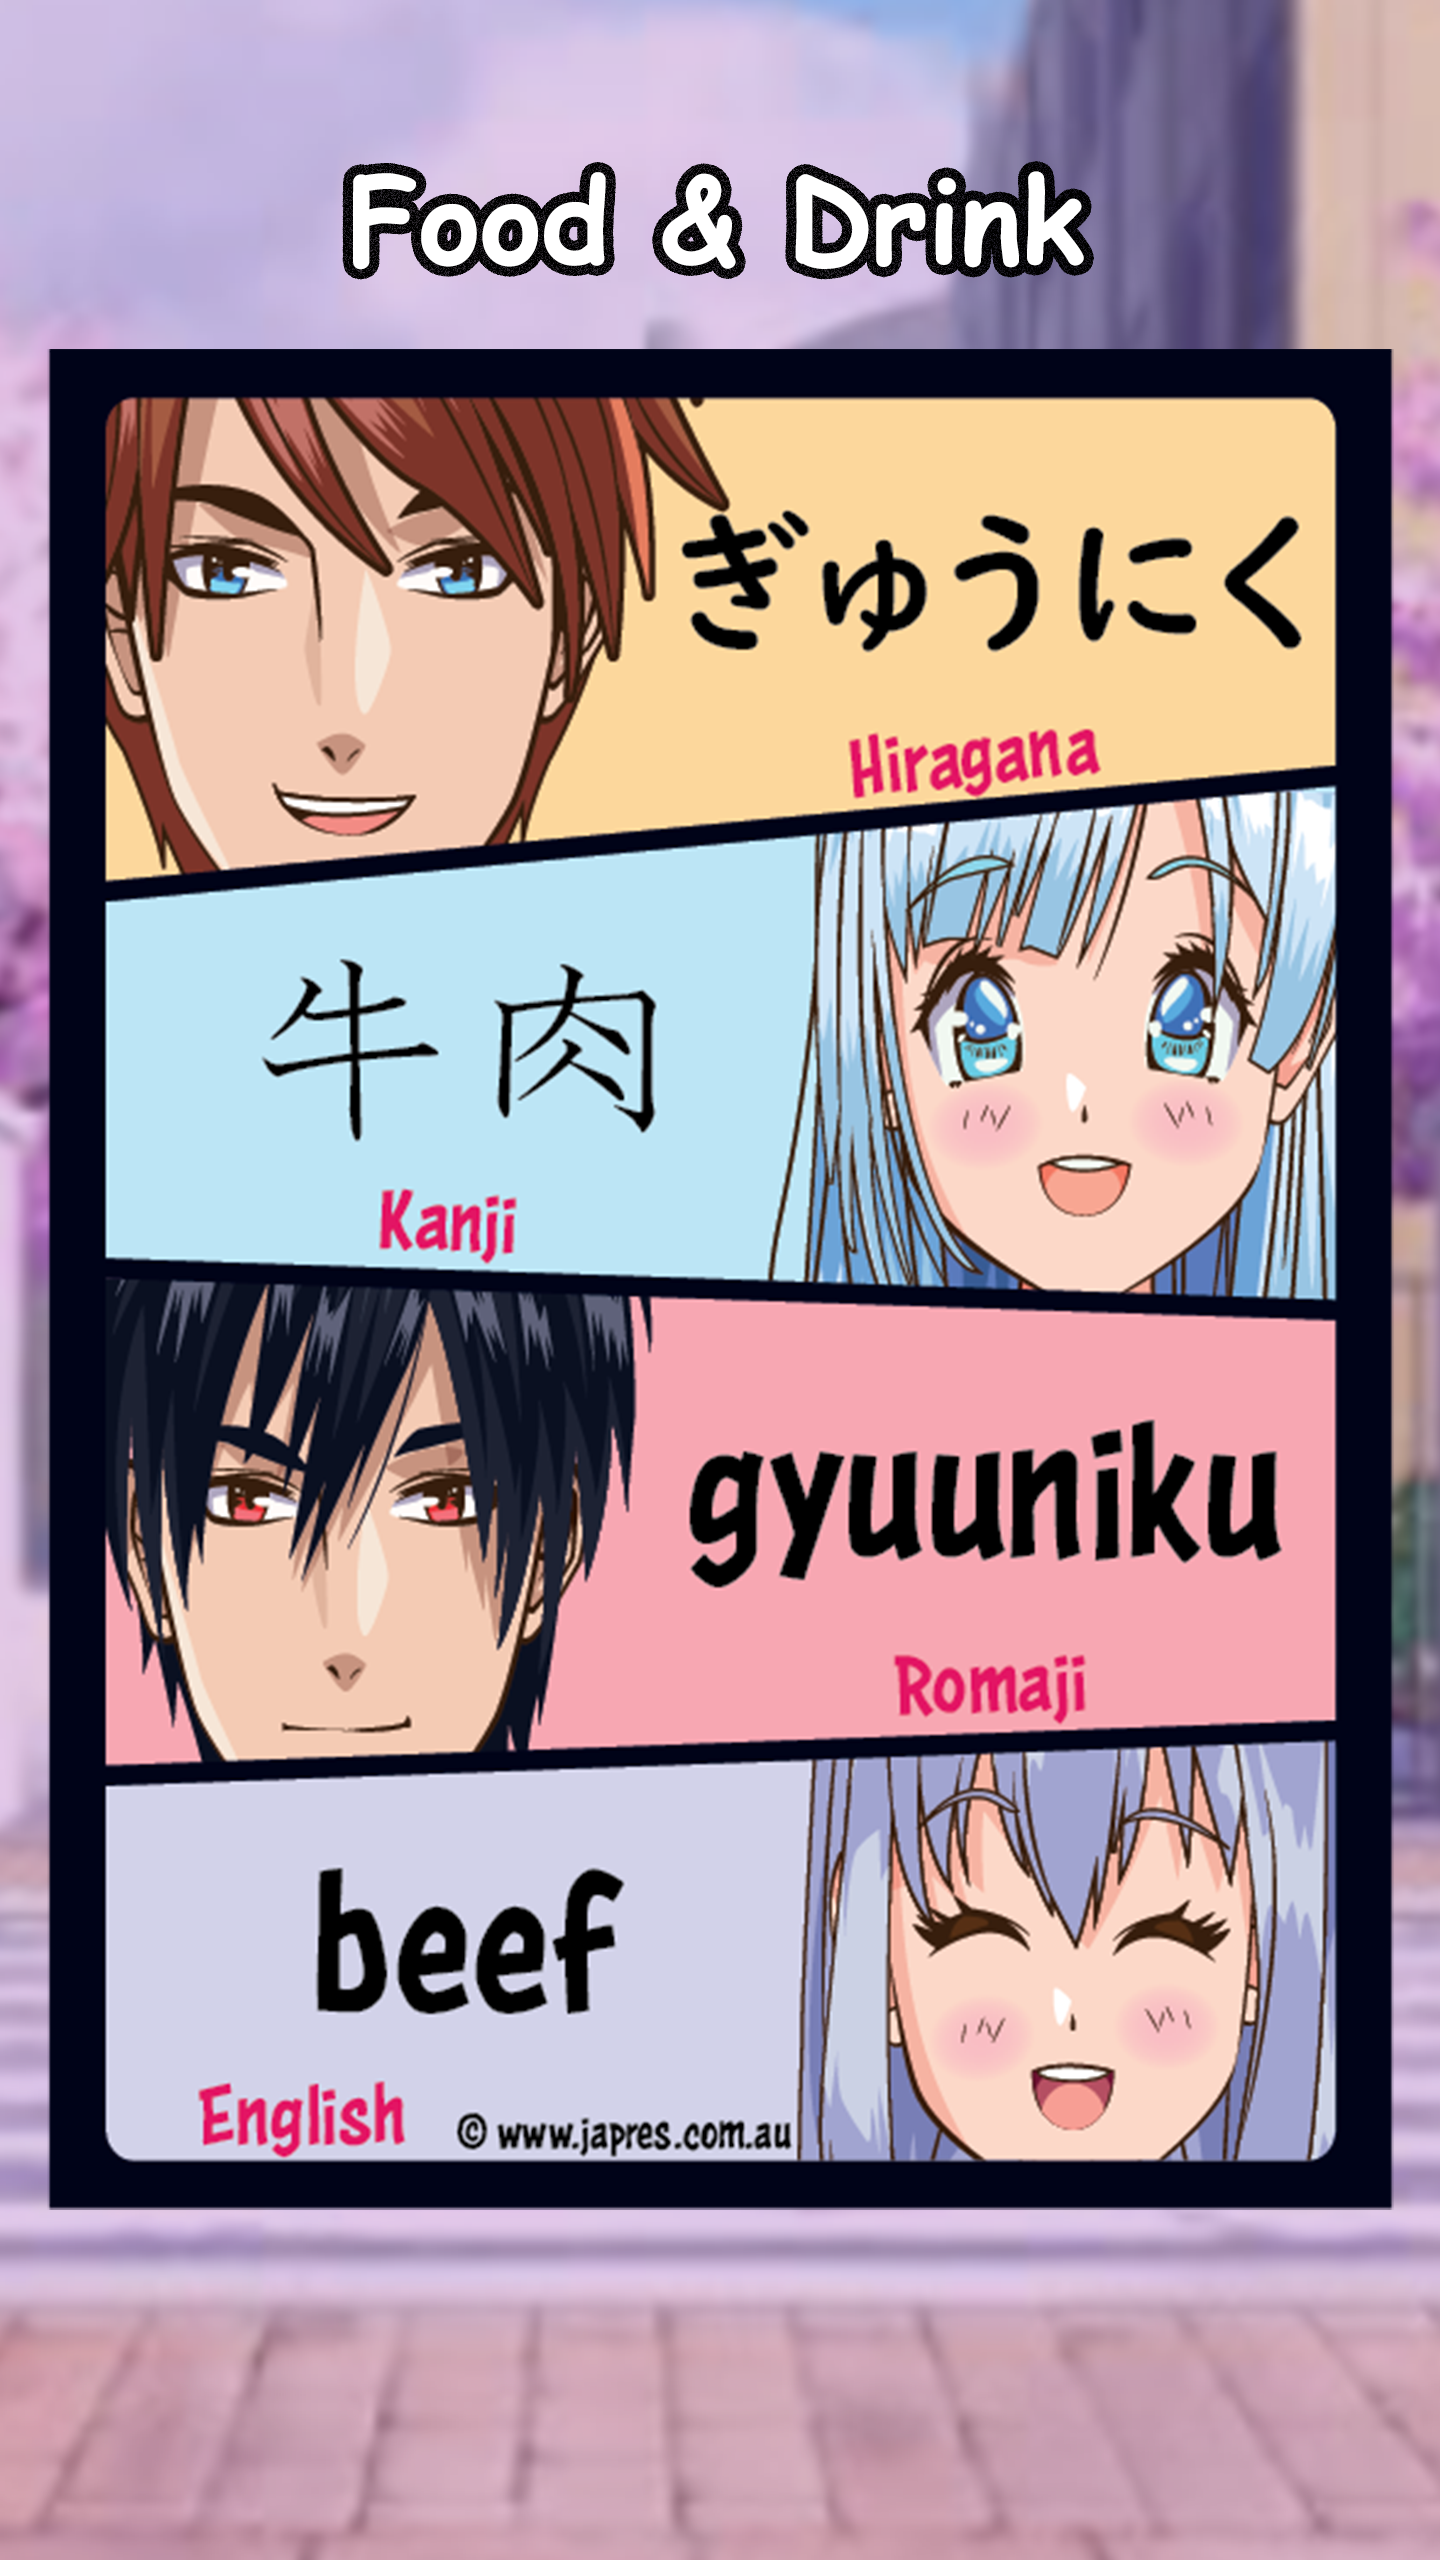 Food & Drink
ぎゅうにく
Hiragana
牛肉
Kanji
gyuuniku
Romaji
beef
English
© www.japres.com.au